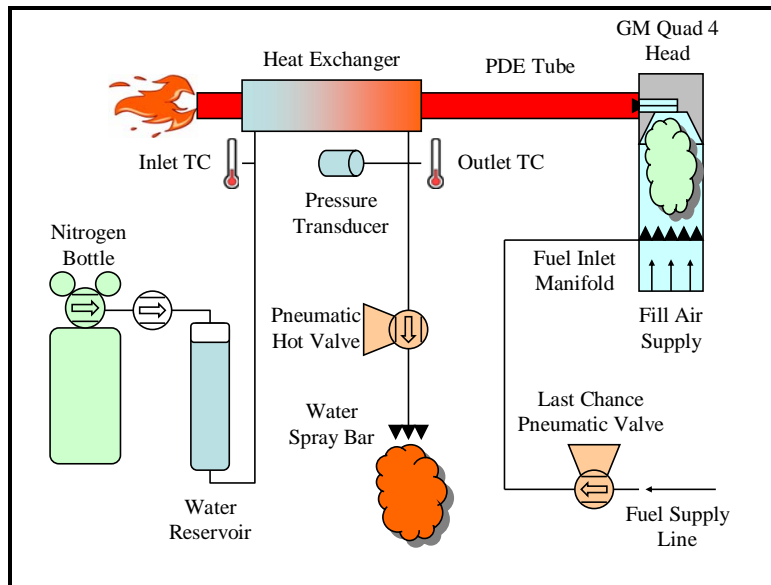 GM Quad 4
Head
Heat Exchanger
PDE Tube
Inlet TC
Outlet TC
Pressure
Transducer
Nitrogen
Bottle
Fuel Inlet
Manifold
Pneumatic
Hot Valve
Fill Air
Supply
Last Chance
Pneumatic Valve
Water
Spray Bar
Water
Reservoir
Fuel Supply
Line